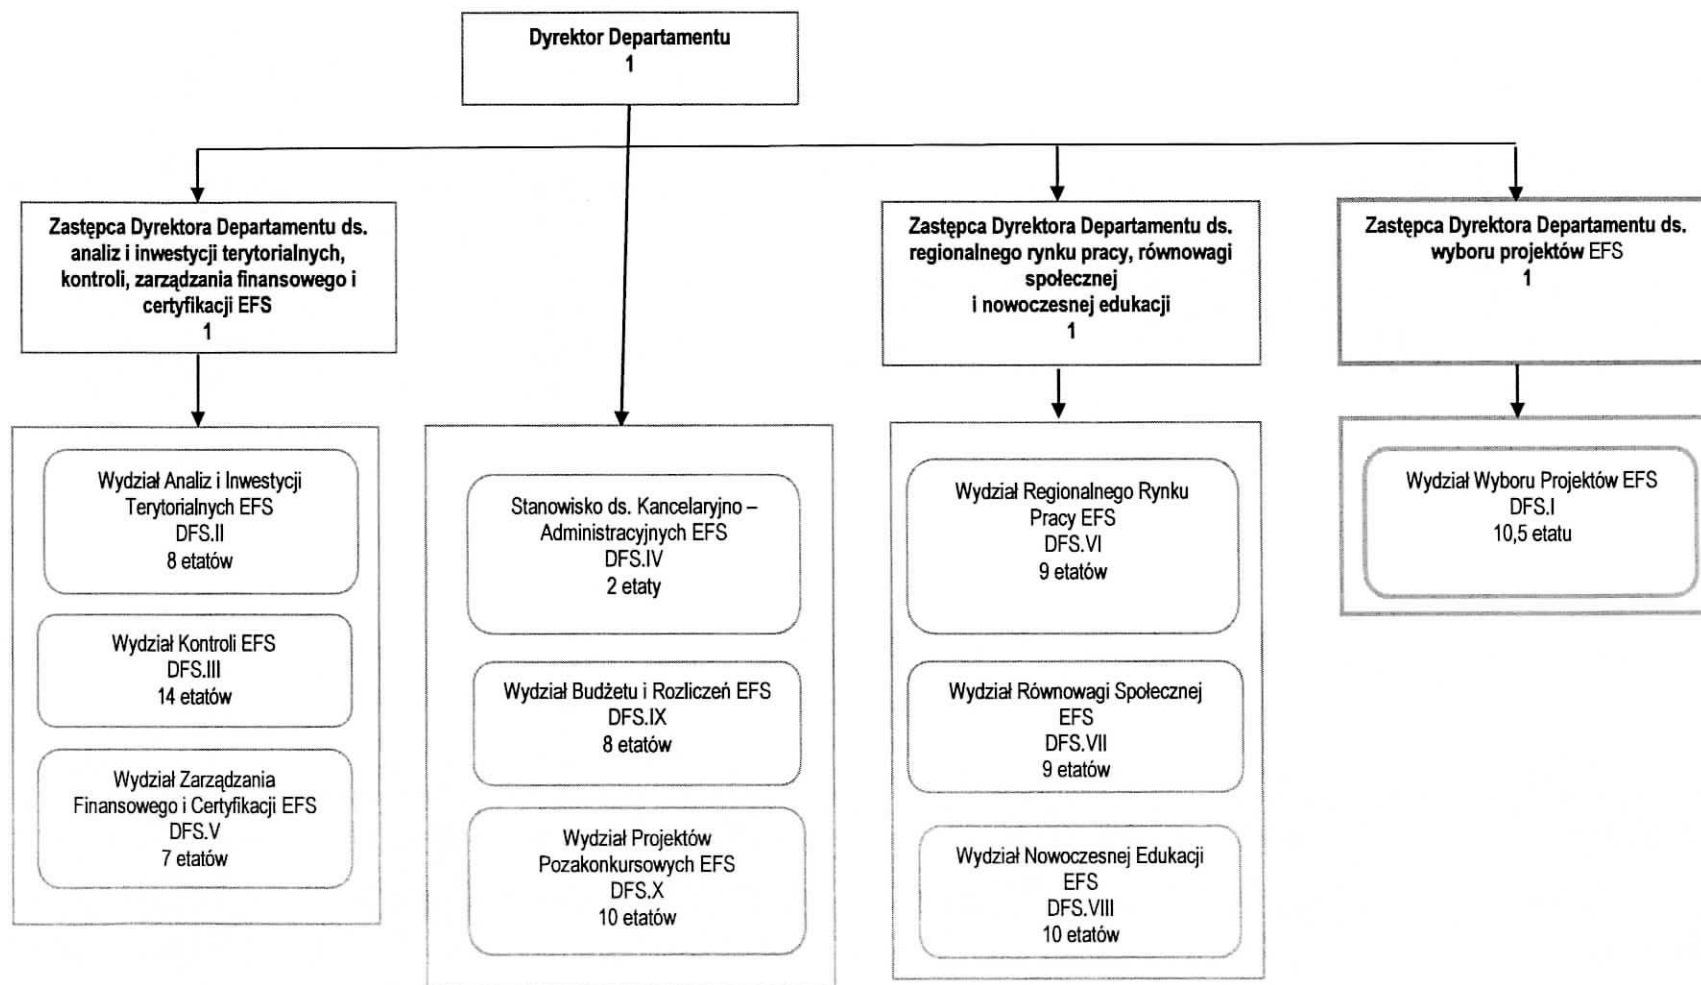 Dyrektor Departamentu
1
Zastępca Dyrektora Departamentu ds.
analiz i inwestycji terytorialnych,
kontroli, zarządzania finansowego i
certyfikacji EFS
1
Zastępca Dyrektora Departamentu ds.
regionalnego rynku pracy, równowagi
społecznej
i nowoczesnej edukacji
1
Zastępca Dyrektora Departamentu ds.
wyboru projektów EFS
1
Wydział Analiz i Inwestycji
Terytorialnych EFS
DFS.II
8 etatów
Wydział Kontroli EFS
DFS.III
14 etatów
Wydział Zarządzania
Finansowego i Certyfikacji EFS
DFS.V
7 etatów
Stanowisko ds. Kancelaryjno –
Administracyjnych EFS
DFS.IV
2 etaty
Wydział Budżetu i Rozliczeń EFS
DFS.IX
8 etatów
Wydział Projektów
Pozakonkursowych EFS
DFS.X
10 etatów
Wydział Regionalnego Rynku
Pracy EFS
DFS.VI
9 etatów
Wydział Równowagi Społecznej
EFS
DFS.VII
9 etatów
Wydział Nowoczesnej Edukacji
EFS
DFS.VIII
10 etatów
Wydział Wyboru Projektów EFS
DFS.I
10,5 etatu